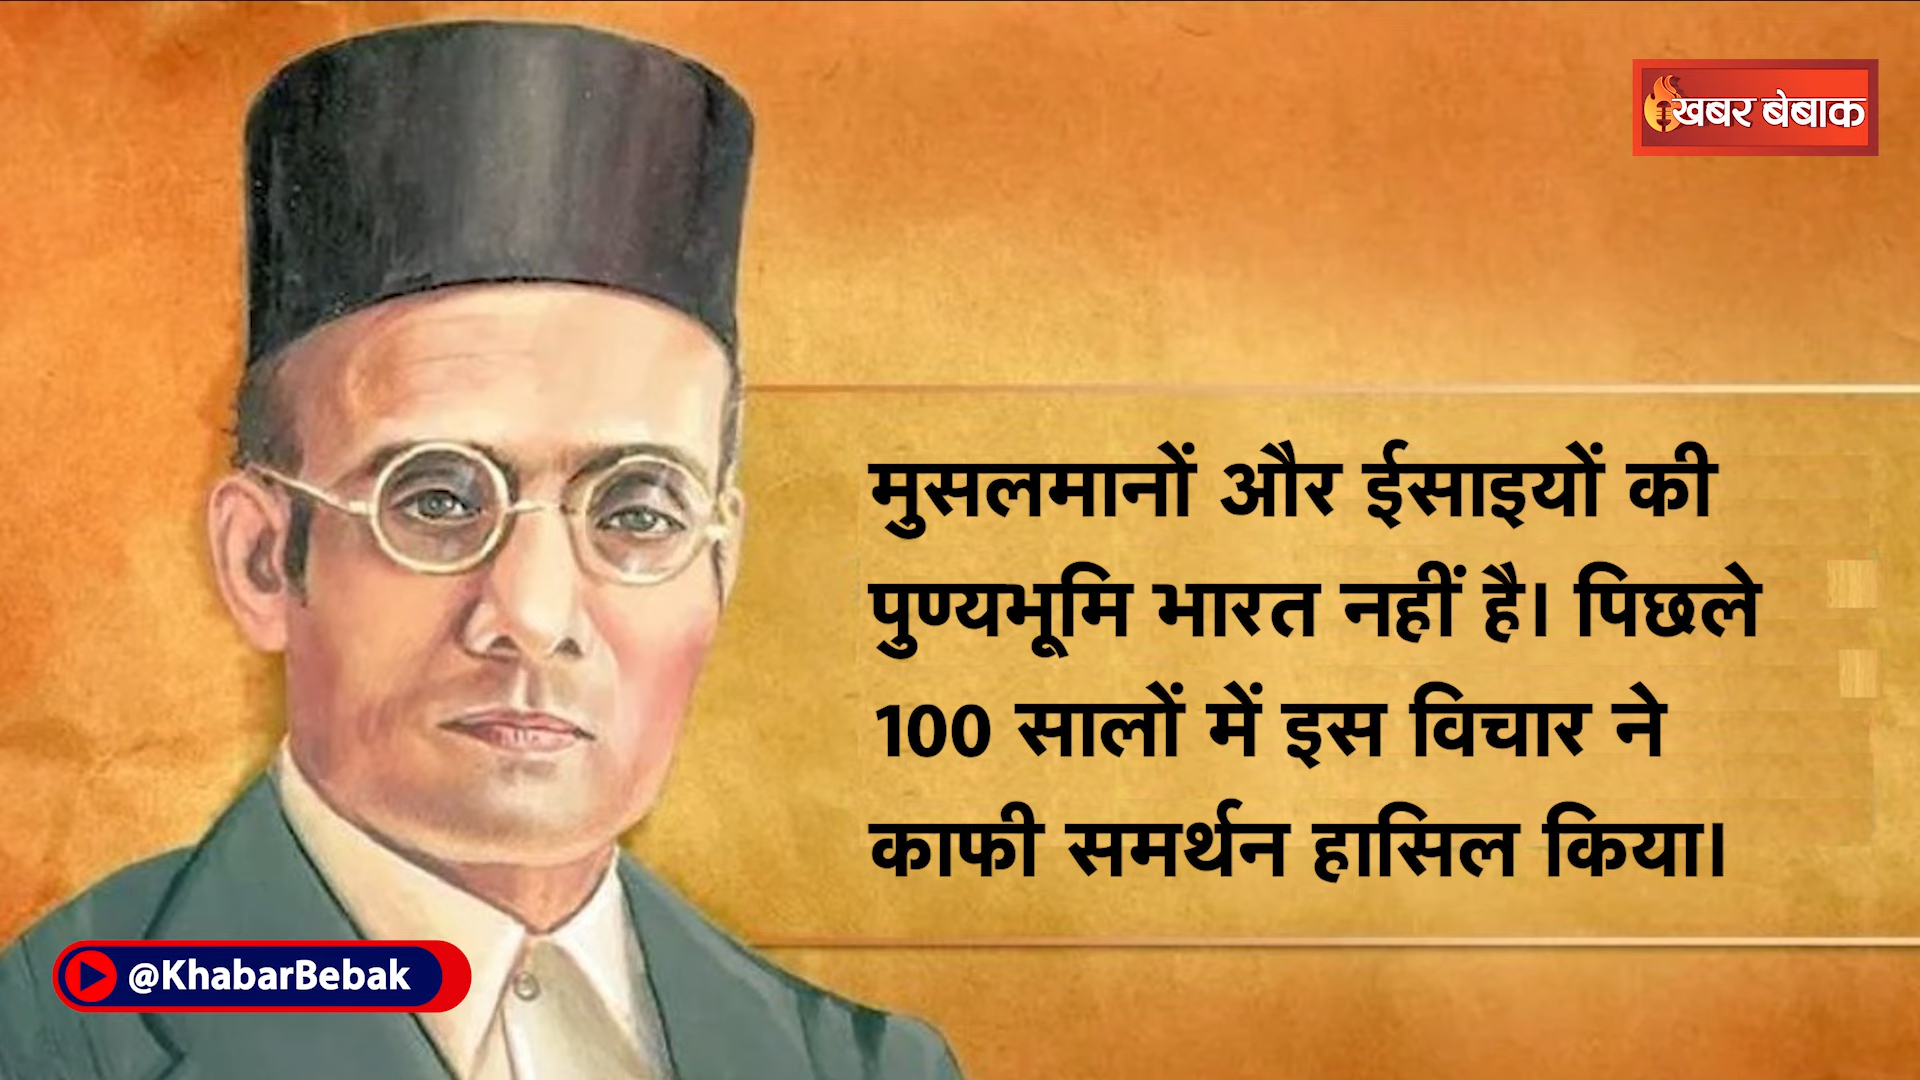 खबर बेबाक
मुसलमानों और ईसाइयों की
पुण्यभूमि भारत नहीं है। पिछले
100 सालों में इस विचार ने
काफी समर्थन हासिल किया।
@KhabarBebak